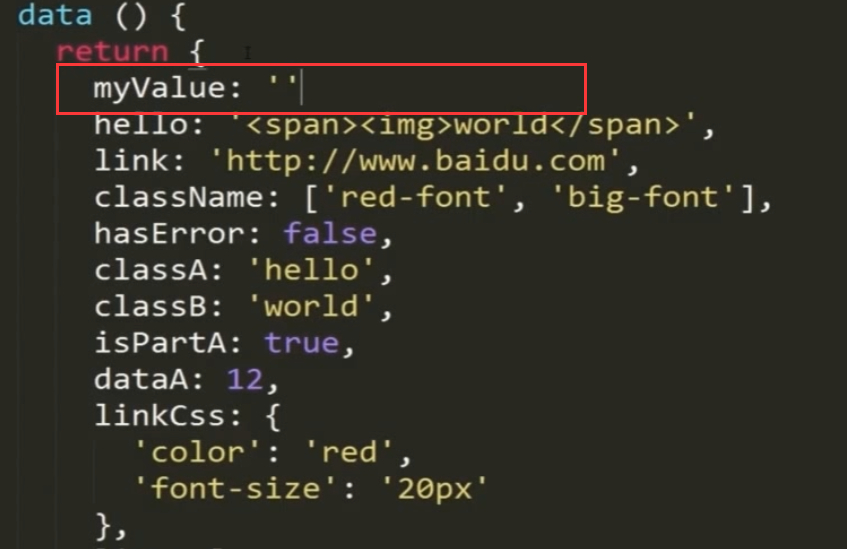 data () {
return {
myValue: ''
hello: '<span><img>world</span>',
link: 'http://www.baidu.com',
className: ['red-font', 'big-font'],
hasError: false,
classA: 'hello',
classB: 'world',
isPartA: true,
dataA: 12,
linkCss: {
'color': 'red',
'font-size': '20px'
},